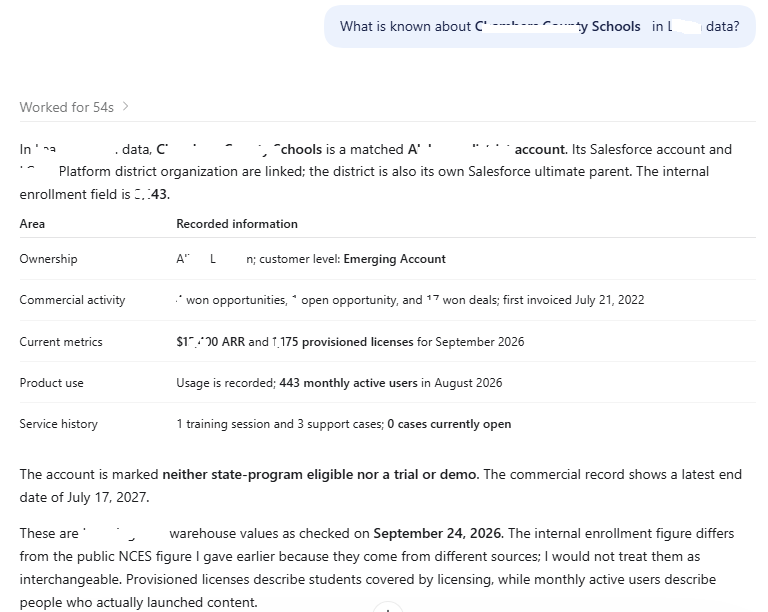 What is known about County Schools in data?
Worked for 54s
In data, Schools is a matched account. Its Salesforce account and
Platform district organization are linked; the district is also its own Salesforce ultimate parent. The internal
enrollment field is 43.
Area Recorded information
Ownership n; customer level: Emerging Account
Commercial activity won opportunities, open opportunity, and 17 won deals; first invoiced July 21, 2022
Current metrics ARR and 175 provisioned licenses for September 2026
Product use Usage is recorded; 443 monthly active users in August 2026
Service history 1 training session and 3 support cases; 0 cases currently open
The account is marked neither state-program eligible nor a trial or demo. The commercial record shows a latest end
date of July 17, 2027.
These are warehouse values as checked on September 24, 2026. The internal enrollment figure differs
from the public NCES figure I gave earlier because they come from different sources; I would not treat them as
interchangeable. Provisioned licenses describe students covered by licensing, while monthly active users describe
people who actually launched content.